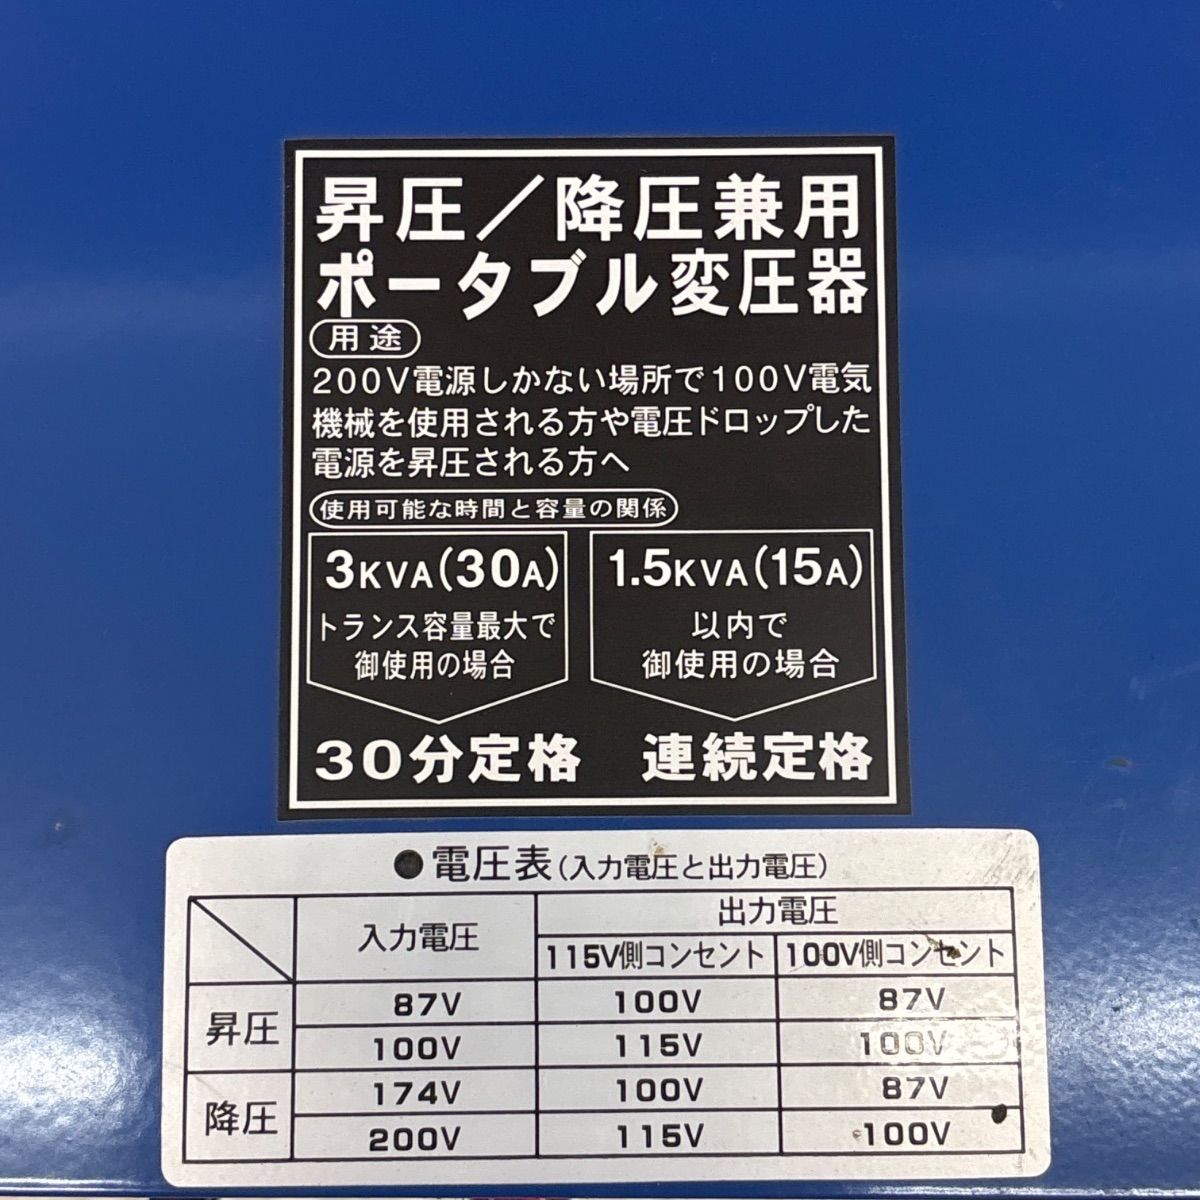 昇圧／降圧兼用
ポータブル変圧器
用途
200V電源しかない場所で100V電気
機械を使用される方や電圧ドロップした
電源を昇圧される方へ
使用可能な時間と容量の関係
3KVA(30A) 1.5KVA(15A)
トランス容量最大で 以内で
御使用の場合 御使用の場合
30分定格 連続定格
●電圧表(入力電圧と出力電圧)
入力電圧 出力電圧
115V側コンセント 100V側コンセント
昇圧 87V 100V 87V
100V 115V 100V
降圧 174V 100V 87V
200V 115V 100V